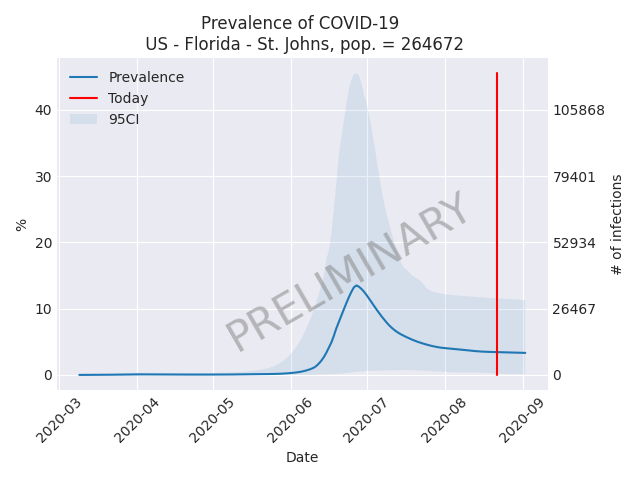 Prevalence of COVID-19
US - Florida - St. Johns, pop. = 264672
Prevalence
Today
95CI
PRELIMINARY
%
40
30
20
10
0
# of infections
105868
79401
52934
26467
0
2020-03
2020-04
2020-05
2020-06
2020-07
2020-08
2020-09
Date